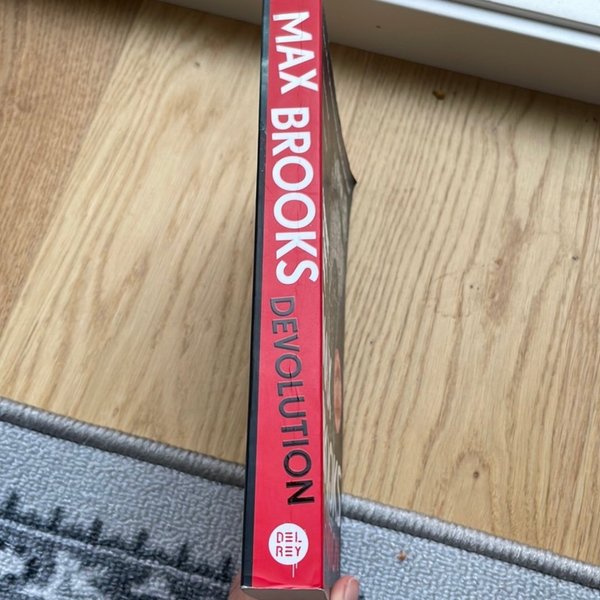 MAX BROOKS
DEVOLUTION
DEL
REY